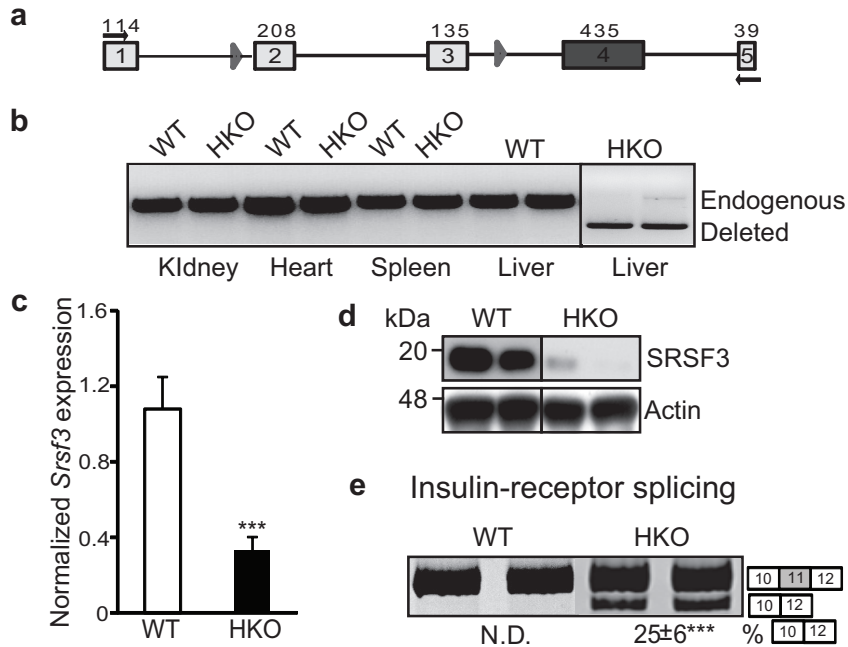 a
114 208 135 435 39
1 2 3 4 5
b
WT HKO WT HKO WT HKO WT HKO
Endogenous
Deleted
KIdney Heart Spleen Liver Liver
c
Normalized Srsf3 expression
1.6
1.2
0.8
0.4
0
***
WT HKO
d
kDa WT HKO
20 SRSF3
48 Actin
e Insulin-receptor splicing
WT HKO
10 11 12
10 12
N.D. 25±6*** % 10 12